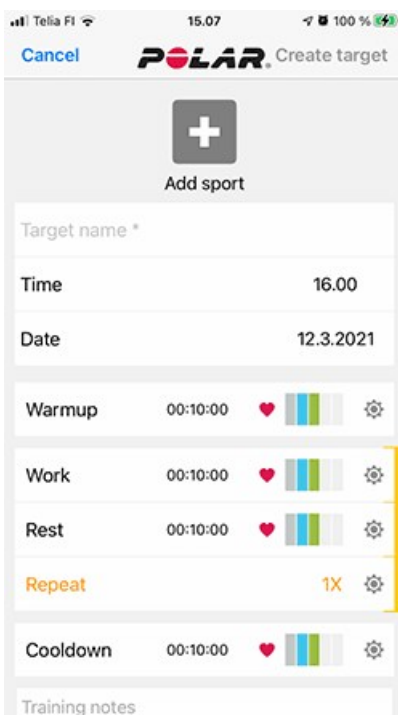 Telia FI 15.07 100 %
Cancel POLAR. Create target
Add sport
Target name *
Time 16.00
Date 12.3.2021
Warmup 00:10:00
Work 00:10:00
Rest 00:10:00
Repeat 1X
Cooldown 00:10:00
Training notes